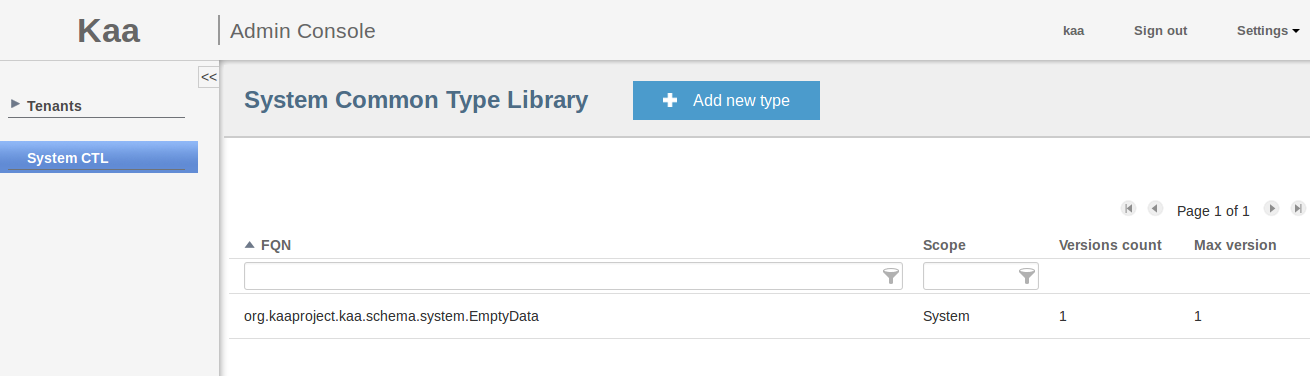 Kaa
Admin Console
kaa
Sign out
Settings
<<
Tenants
System CTL
System Common Type Library
Add new type
Page 1 of 1
FQN Scope Versions count Max version
org.kaaproject.kaa.schema.system.EmptyData System 1 1